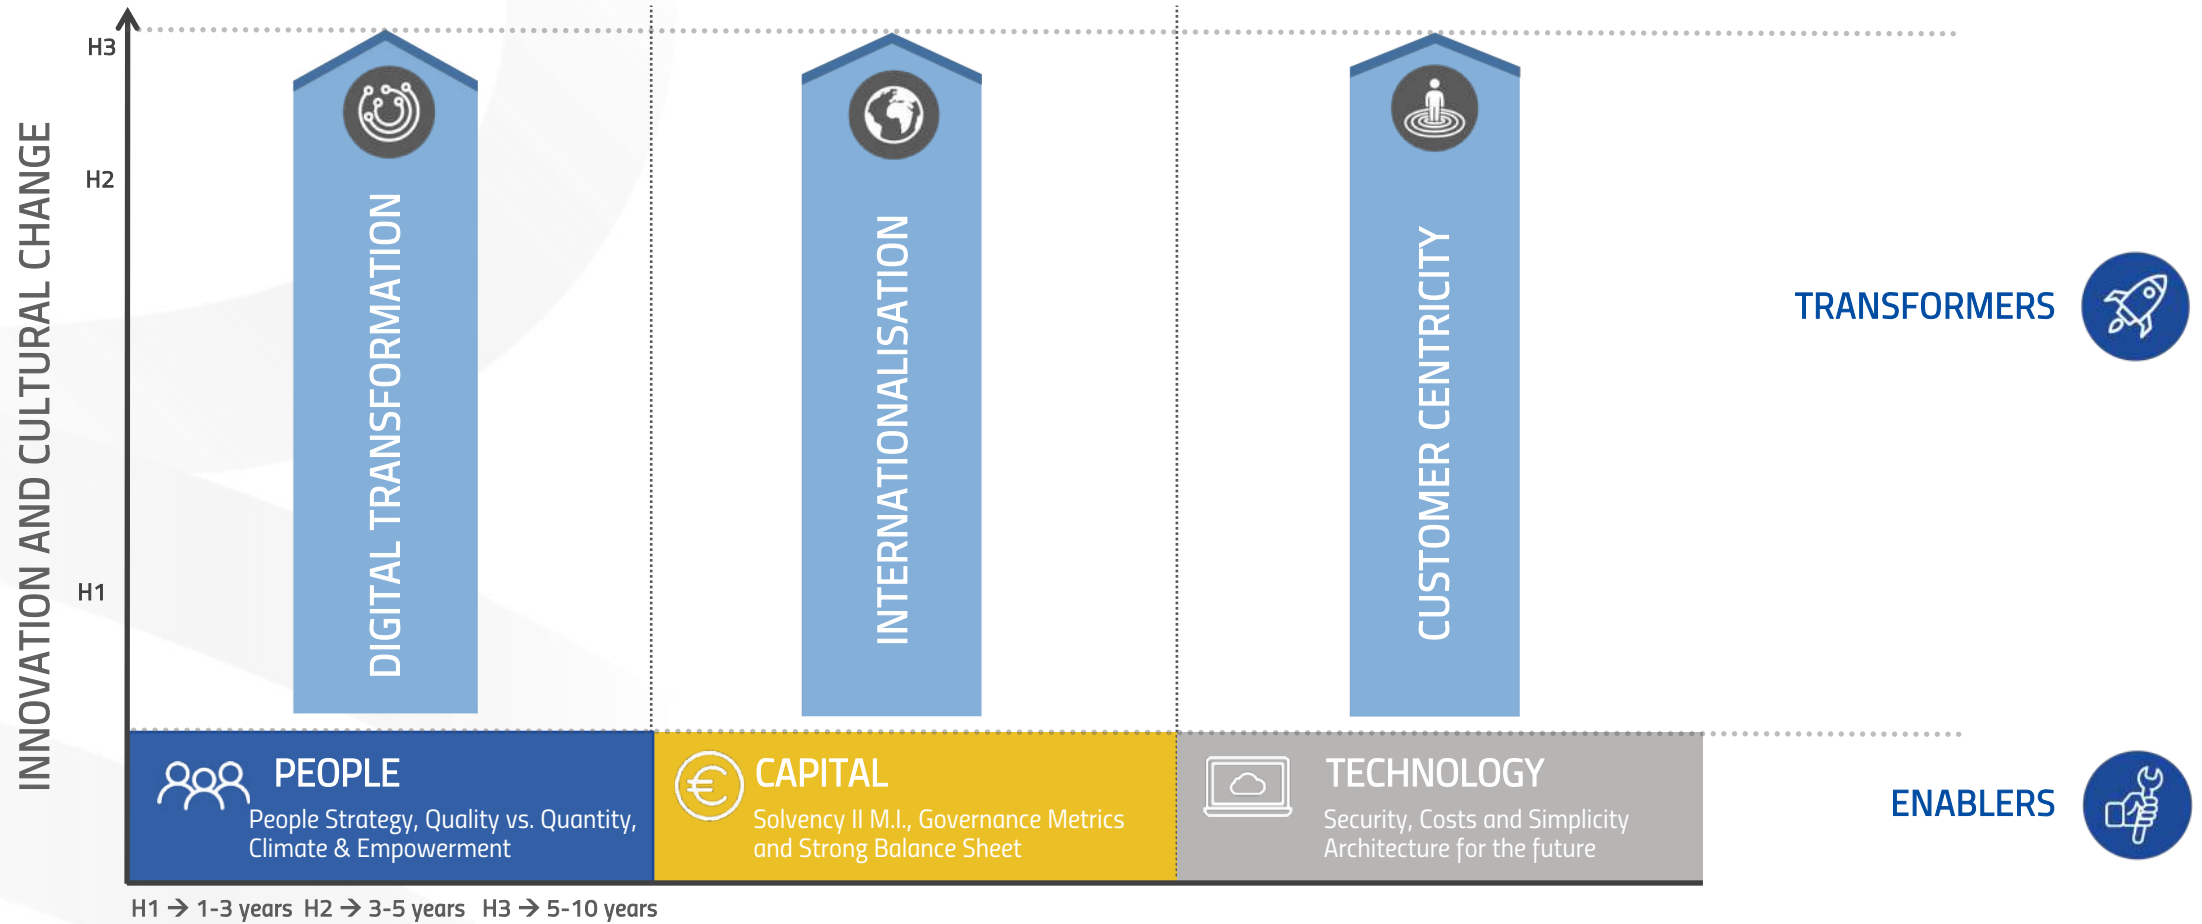 INNOVATION AND CULTURAL CHANGE
H3
H2
H1
DIGITAL TRANSFORMATION
INTERNATIONALISATION
CUSTOMER CENTRICITY
TRANSFORMERS
PEOPLE
People Strategy, Quality vs. Quantity,
Climate & Empowerment
CAPITAL
Solvency II M.I., Governance Metrics
and Strong Balance Sheet
TECHNOLOGY
Security, Costs and Simplicity
Architecture for the future
ENABLERS
H1 → 1-3 years H2 → 3-5 years H3 → 5-10 years